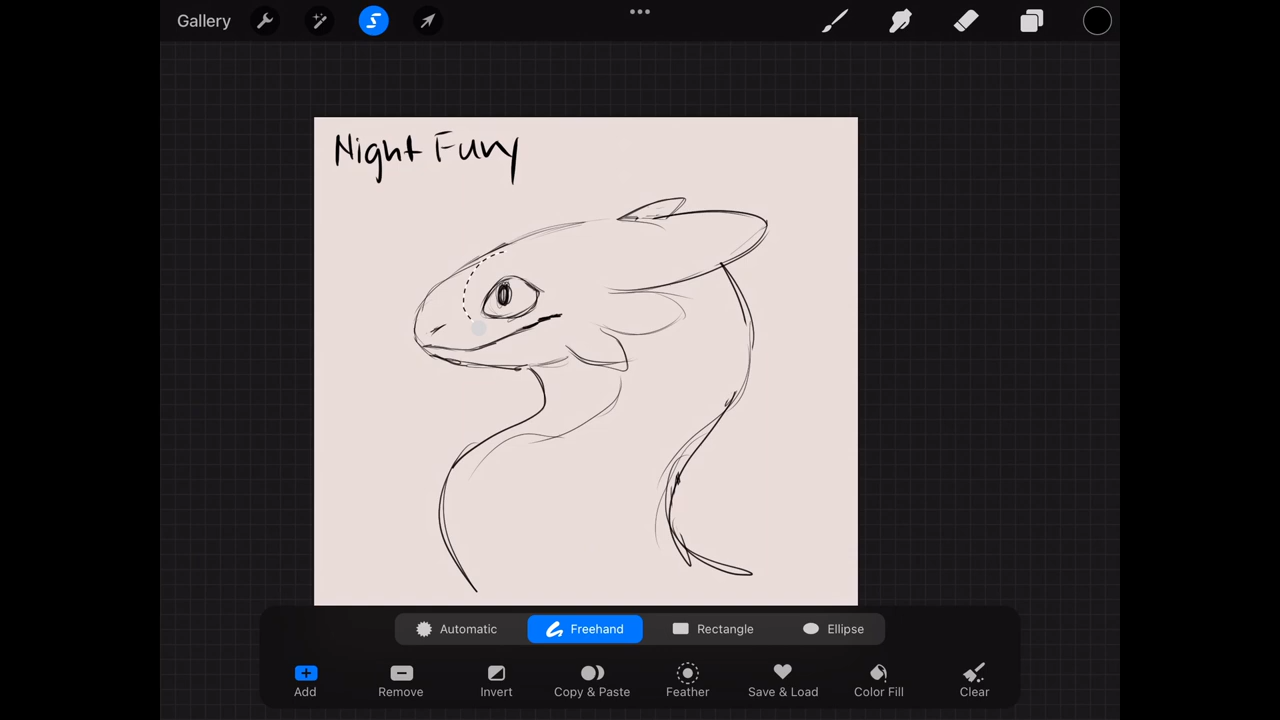 Gallery
Night Fury
Automatic Freehand Rectangle Ellipse
Add Remove Invert Copy & Paste Feather Save & Load Color Fill Clear